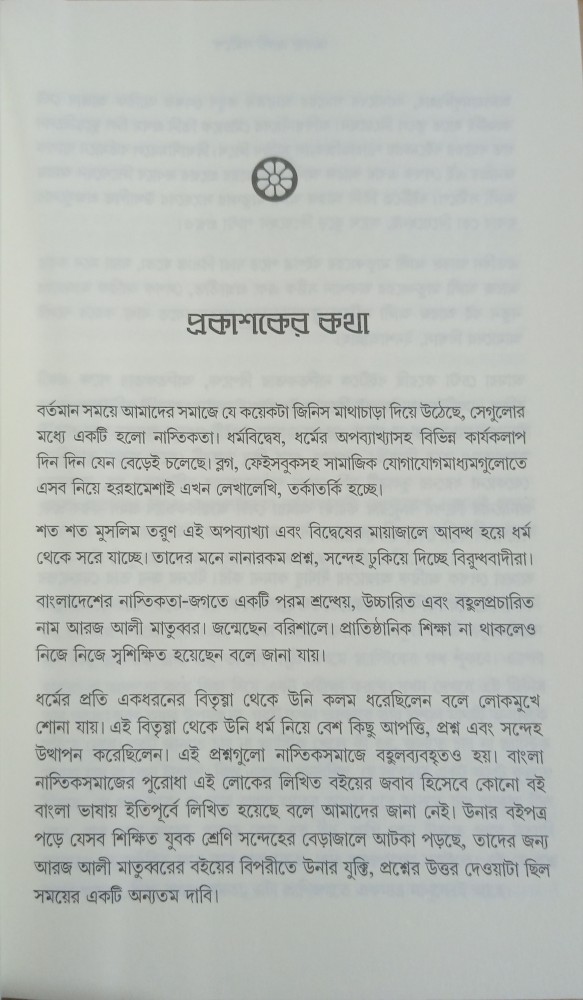 প্রকাশকের কথা
বর্তমান সময়ে আমাদের সমাজে যে কয়েকটা জিনিস মাথাচাড়া দিয়ে উঠেছে, সেগুলোর
মধ্যে একটি হলো নাস্তিকতা। ধর্মবিদ্বেষ, ধর্মের অপব্যাখ্যাসহ বিভিন্ন কার্যকলাপ
দিন দিন যেন বেড়েই চলেছে। ব্লগ, ফেইসবুকসহ সামাজিক যোগাযোগমাধ্যমগুলোতে
এসব নিয়ে হরহামেশাই এখন লেখালেখি, তর্কাতর্কি হচ্ছে।
শত শত মুসলিম তরুণ এই অপব্যাখ্যা এবং বিদ্বেষের মায়াজালে আবদ্ধ হয়ে ধর্ম
থেকে সরে যাচ্ছে। তাদের মনে নানারকম প্রশ্ন, সন্দেহ ঢুকিয়ে দিচ্ছে বিরুদ্ধবাদীরা।
বাংলাদেশের নাস্তিকতা-জগতে একটি পরম শ্রদ্ধেয়, উচ্চারিত এবং বহুলপ্রচারিত
নাম আরজ আলী মাতুব্বর। জন্মেছেন বরিশালে। প্রাতিষ্ঠানিক শিক্ষা না থাকলেও
নিজে নিজে সুশিক্ষিত হয়েছেন বলে জানা যায়।
ধর্মের প্রতি একধরনের বিতৃষ্ণা থেকে উনি কলম ধরেছিলেন বলে লোকমুখে
শোনা যায়। এই বিতৃষ্ণা থেকে উনি ধর্ম নিয়ে বেশ কিছু আপত্তি, প্রশ্ন এবং সন্দেহ
উত্থাপন করেছিলেন। এই প্রশ্নগুলো নাস্তিকসমাজে বহুলব্যবহৃতও হয়। বাংলা
নাস্তিকসমাজের পুরোধা এই লোকের লিখিত বইয়ের জবাব হিসেবে কোনো বই
বাংলা ভাষায় ইতিপূর্বে লিখিত হয়েছে বলে আমাদের জানা নেই। উনার বইপত্র
পড়ে যেসব শিক্ষিত যুবক শ্রেণি সন্দেহের বেড়াজালে আটকা পড়ছে, তাদের জন্য
আরজ আলী মাতুব্বরের বইয়ের বিপরীতে উনার যুক্তি, প্রশ্নের উত্তর দেওয়াটা ছিল
সময়ের একটি অন্যতম দাবি।